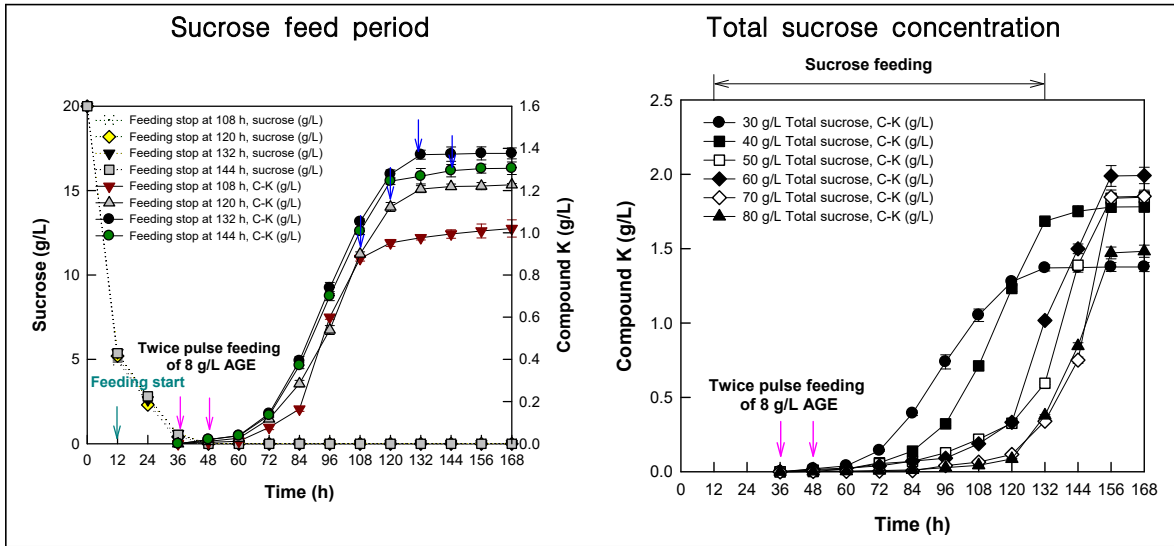 Sucrose feed period
20
15
10
5
0
Sucrose (g/L)
Feeding stop at 108 h, sucrose (g/L)
Feeding stop at 120 h, sucrose (g/L)
Feeding stop at 132 h, sucrose (g/L)
Feeding stop at 144 h, sucrose (g/L)
Feeding stop at 108 h, C-K (g/L)
Feeding stop at 120 h, C-K (g/L)
Feeding stop at 132 h, C-K (g/L)
Feeding stop at 144 h, C-K (g/L)
Twice pulse feeding
of 8 g/L AGE
Feeding start
1.6
1.4
1.2
1.0
0.8
0.6
0.4
0.2
0.0
Compound K (g/L)
0 12 24 36 48 60 72 84 96 108 120 132 144 156 168
Time (h)
Total sucrose concentration
Sucrose feeding
2.5
2.0
1.5
1.0
0.5
0.0
Compound K (g/L)
30 g/L Total sucrose, C-K (g/L)
40 g/L Total sucrose, C-K (g/L)
50 g/L Total sucrose, C-K (g/L)
60 g/L Total sucrose, C-K (g/L)
70 g/L Total sucrose, C-K (g/L)
80 g/L Total sucrose, C-K (g/L)
Twice pulse feeding
of 8 g/L AGE
0 12 24 36 48 60 72 84 96 108 120 132 144 156 168
Time (h)